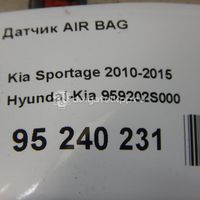 Датчик AIR BAG
Kia Sportage 2010-2015
Hyundai-Kia 959202S000
95 240 231